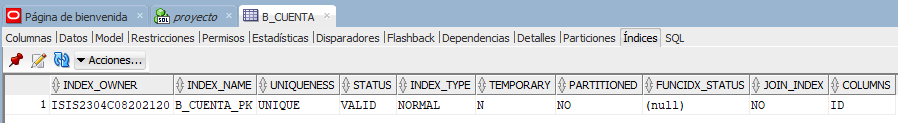 Página de bienvenida proyecto B_CUENTA
Columnas Datos Model Restricciones Permisos Estadísticas Disparadores Flashback Dependencias Detalles Particiones Índices SQL
Acciones...
INDEX_OWNER INDEX_NAME UNIQUENESS STATUS INDEX_TYPE TEMPORARY PARTITIONED FUNCIDX_STATUS JOIN_INDEX COLUMNS
1 ISIS2304C08202120 B_CUENTA_PK UNIQUE VALID NORMAL N NO (null) NO ID